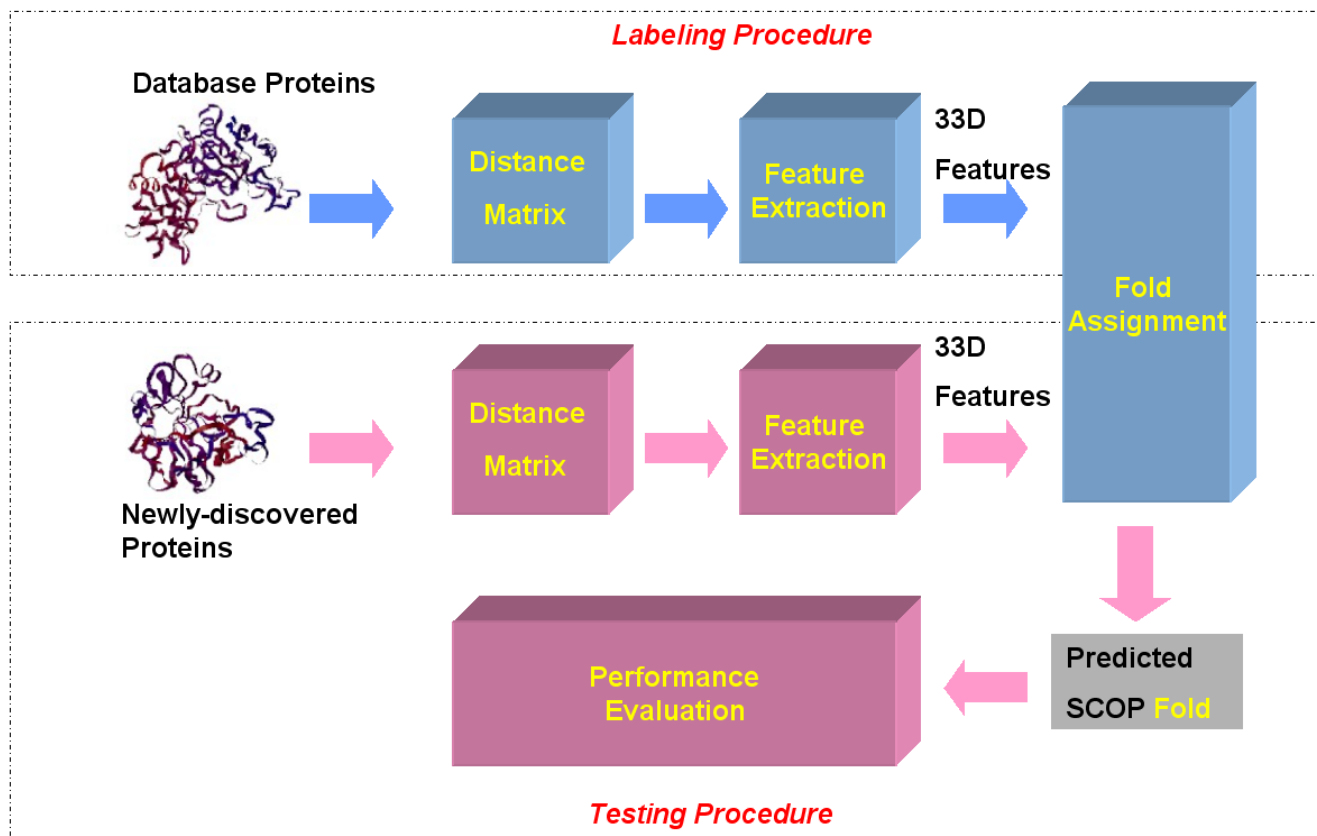 Labeling Procedure
Database Proteins
Distance
Matrix
Feature
Extraction
33D
Features
Fold
Assignment
Distance
Matrix
Feature
Extraction
33D
Features
Newly-discovered
Proteins
Predicted
SCOP Fold
Performance
Evaluation
Testing Procedure